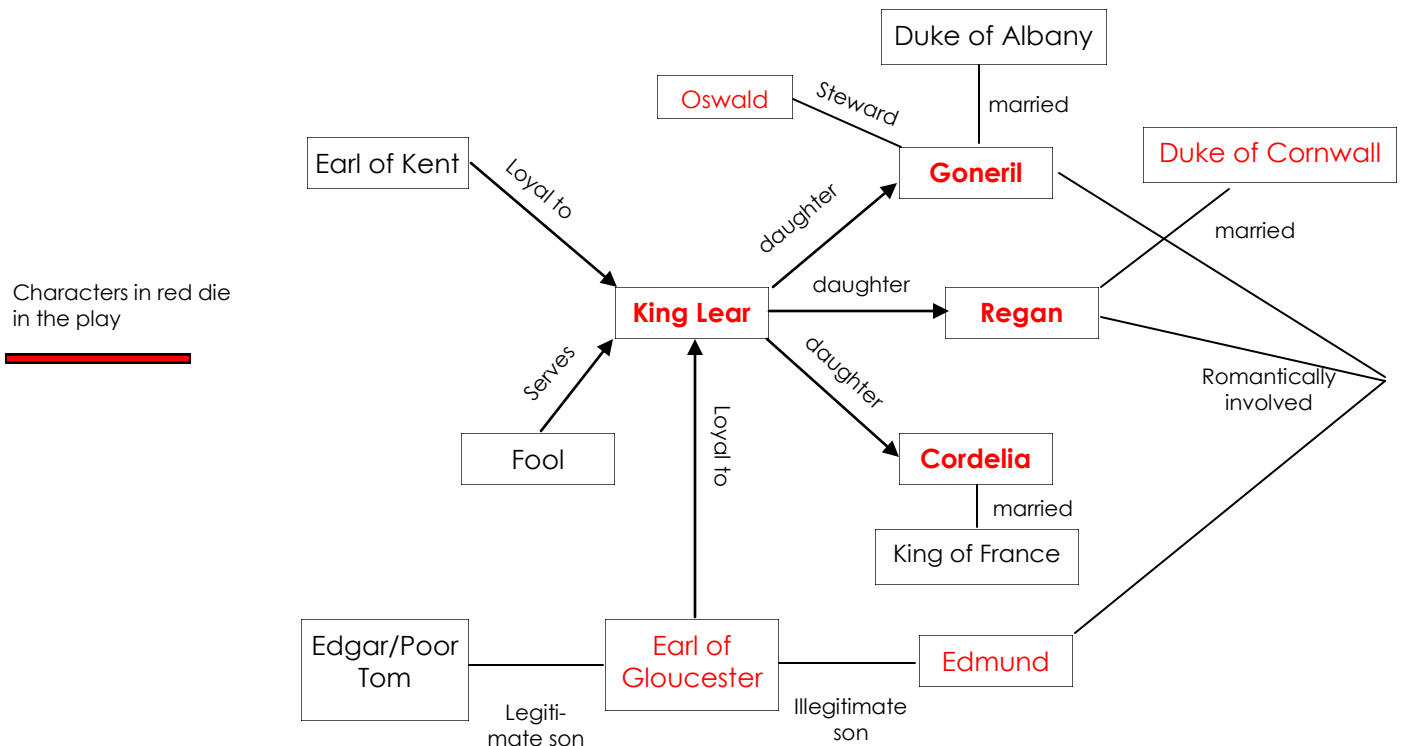 Duke of Albany
Oswald
Steward
married
Earl of Kent
Loyal to
Goneril
Duke of Cornwall
daughter
married
Characters in red die
in the play
King Lear
daughter
Regan
Serves
daughter
Romantically
involved
Loyal to
Fool
Cordelia
married
King of France
Edgar/Poor
Tom
Earl of
Gloucester
Edmund
Legiti-
mate son
Illegitimate
son